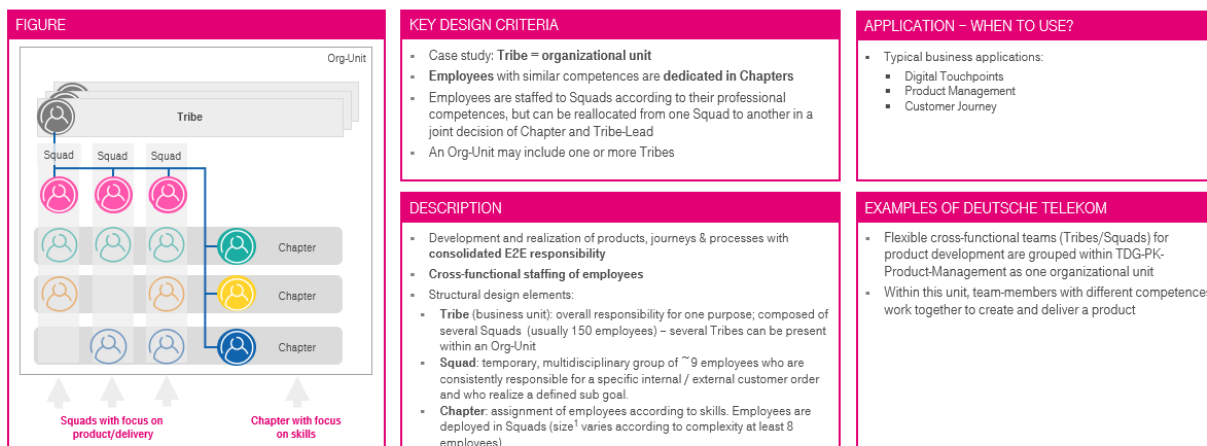 FIGURE
Org-Unit
Tribe
Squad Squad Squad
Chapter
Chapter
Chapter
Squads with focus on
product/delivery
Chapter with focus
on skills
KEY DESIGN CRITERIA
▪ Case study: Tribe = organizational unit
▪ Employees with similar competences are dedicated in Chapters
▪ Employees are staffed to Squads according to their professional
competences, but can be reallocated from one Squad to another in a
joint decision of Chapter and Tribe-Lead
▪ An Org-Unit may include one or more Tribes
DESCRIPTION
▪ Development and realization of products, journeys & processes with
consolidated E2E responsibility
▪ Cross-functional staffing of employees
▪ Structural design elements:
▪ Tribe (business unit): overall responsibility for one purpose; composed of
several Squads (usually 150 employees) – several Tribes can be present
within an Org-Unit
▪ Squad: temporary, multidisciplinary group of ~9 employees who are
consistently responsible for a specific internal / external customer order
and who realize a defined sub goal.
▪ Chapter: assignment of employees according to skills. Employees are
deployed in Squads (size¹ varies according to complexity at least 8
employees)
APPLICATION – WHEN TO USE?
▪ Typical business applications:
▪ Digital Touchpoints
▪ Product Management
▪ Customer Journey
EXAMPLES OF DEUTSCHE TELEKOM
▪ Flexible cross-functional teams (Tribes/Squads) for
product development are grouped within TDG-PK-
Product-Management as one organizational unit
▪ Within this unit, team-members with different competences
work together to create and deliver a product